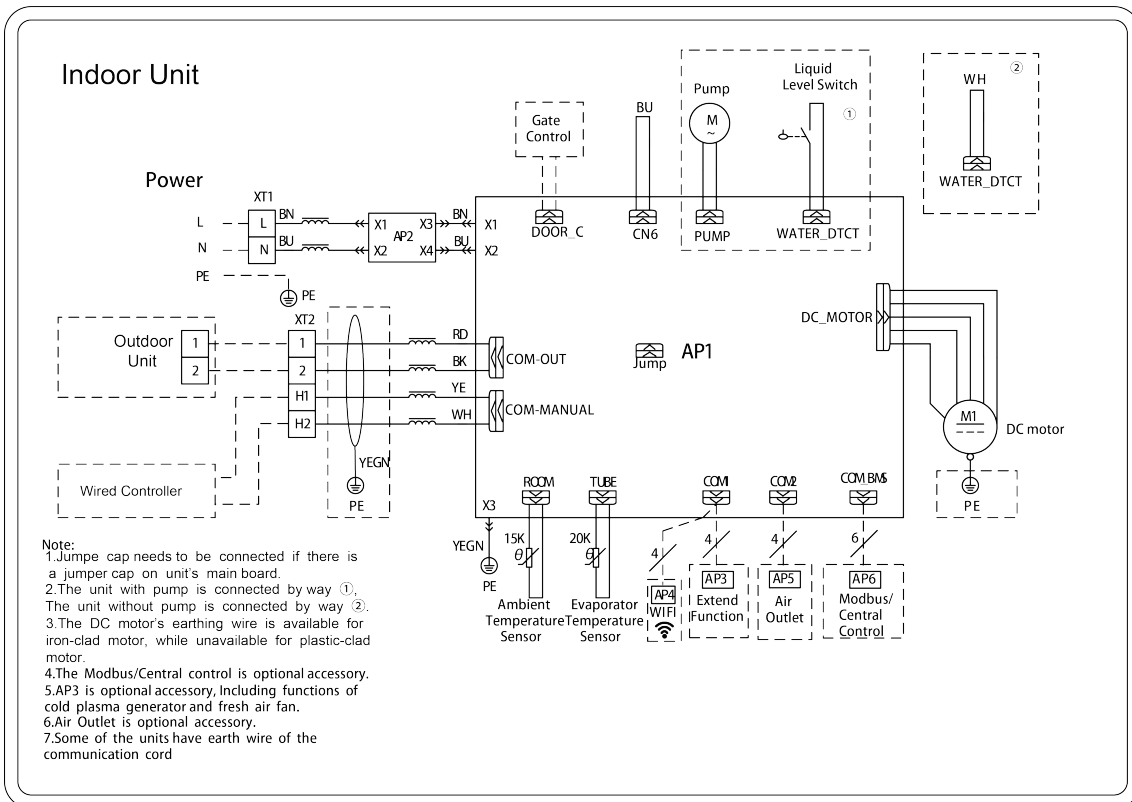 Indoor Unit
Power
XT1
L
L
BN
X1
X3
BN
X1
AP2
N
N
BU
X2
X4
BU
X2
PE
PE
Gate
Control
DOOR_C
BU
CN6
Pump
M
~
PUMP
Liquid
Level Switch
①
WATER_DTCT
②
WH
WATER_DTCT
Outdoor
Unit
1
2
XT2
1
2
H1
H2
RD
BK
YE
WH
COM-OUT
COM-MANUAL
YEGN
PE
Wired Controller
Jump
AP1
DC_MOTOR
M1
DC motor
PE
X3
YEGN
PE
ROOM
15K
θ
Ambient
Temperature
Sensor
TUBE
20K
θ
Evaporator
Temperature
Sensor
COM1
4
AP4
WIFI
4
AP3
Extend
Function
COM2
4
AP5
Air
Outlet
COM_BMS
6
AP6
Modbus/
Central
Control
Note:
1.Jumpe cap needs to be connected if there is
a jumper cap on unit's main board.
2.The unit with pump is connected by way ①,
The unit without pump is connected by way ②.
3.The DC motor's earthing wire is available for
iron-clad motor, while unavailable for plastic-clad
motor.
4.The Modbus/Central control is optional accessory.
5.AP3 is optional accessory, Including functions of
cold plasma generator and fresh air fan.
6.Air Outlet is optional accessory.
7.Some of the units have earth wire of the
communication cord